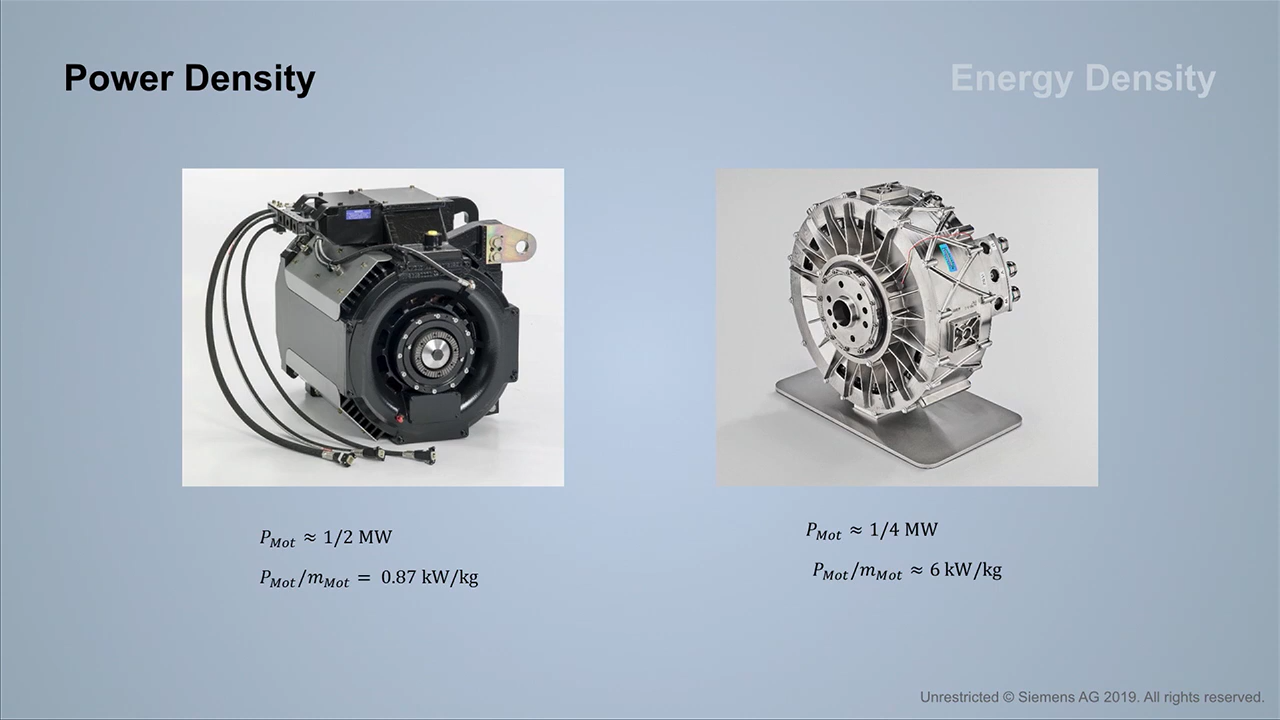 Power Density
Energy Density
P_Mot ≈ 1/2 MW
P_Mot/m_Mot = 0.87 kW/kg
P_Mot ≈ 1/4 MW
P_Mot/m_Mot ≈ 6 kW/kg
Unrestricted © Siemens AG 2019. All rights reserved.